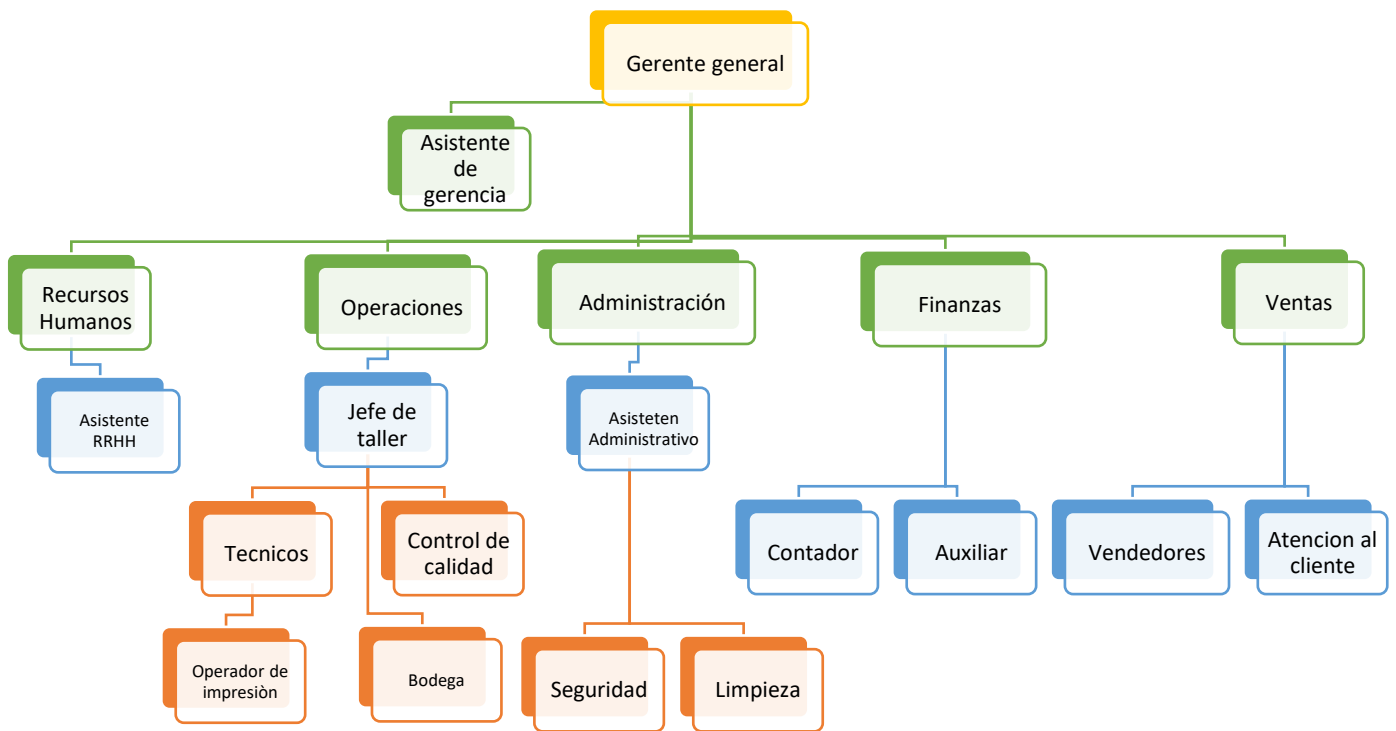 Gerente general
Asistente
de
gerencia
Recursos
Humanos
Operaciones
Administración
Finanzas
Ventas
Asistente
RRHH
Jefe de
taller
Asisteten
Administrativo
Tecnicos
Control de
calidad
Contador
Auxiliar
Vendedores
Atencion al
cliente
Operador de
impresiòn
Bodega
Seguridad
Limpieza